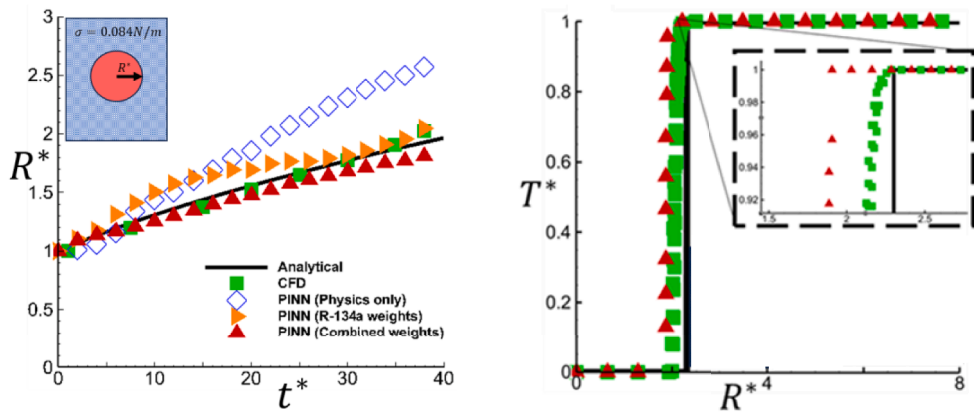 3
σ = 0.084N/m
R*
2.5
2
R*
1.5
1
0.5
0
Analytical
CFD
PINN (Physics only)
PINN (R-134a weights)
PINN (Combined weights)
0
10
20
30
40
t*
1
0.8
0.6
T*
0.4
0.2
0
1
0.98
0.96
0.94
0.92
1.5
2
2.5
0
4
8
R*